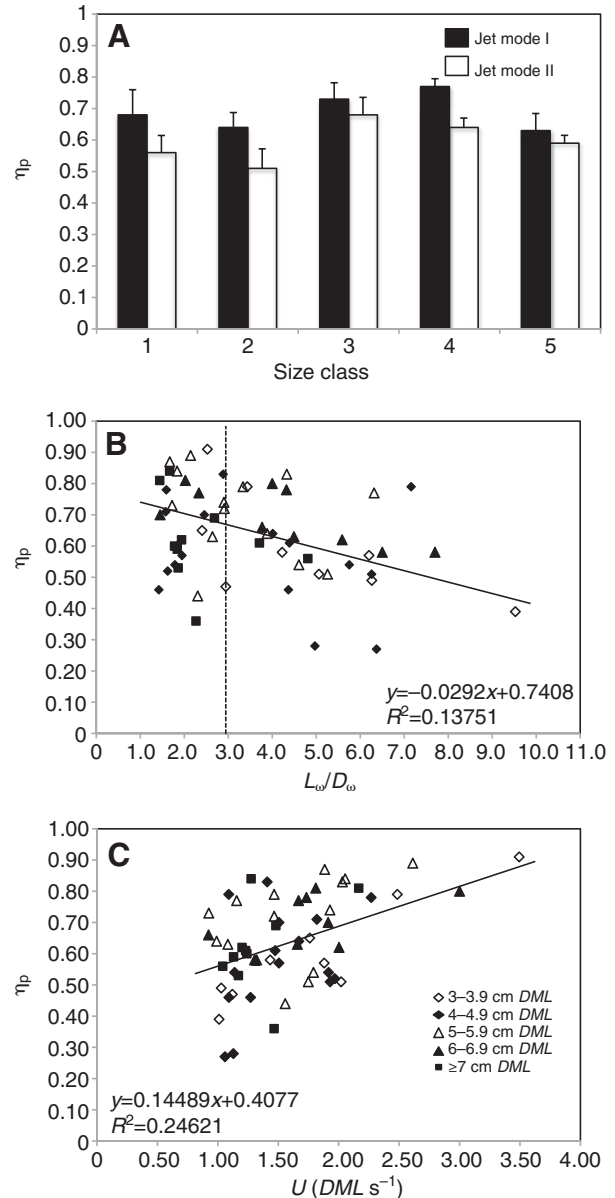 A
Jet mode I
Jet mode II
1
0.9
0.8
0.7
0.6
0.5
0.4
0.3
0.2
0.1
0
ηp
1 2 3 4 5
Size class
B
1.00
0.90
0.80
0.70
0.60
0.50
0.40
0.30
0.20
0.10
0
ηp
y=–0.0292x+0.7408
R²=0.13751
0 1.0 2.0 3.0 4.0 5.0 6.0 7.0 8.0 9.0 10.0 11.0
Lω/Dω
C
1.00
0.90
0.80
0.70
0.60
0.50
0.40
0.30
0.20
0.10
0
ηp
3–3.9 cm DML
4–4.9 cm DML
5–5.9 cm DML
6–6.9 cm DML
≥7 cm DML
y=0.14489x+0.4077
R²=0.24621
0 0.50 1.00 1.50 2.00 2.50 3.00 3.50 4.00
U (DML s⁻¹)